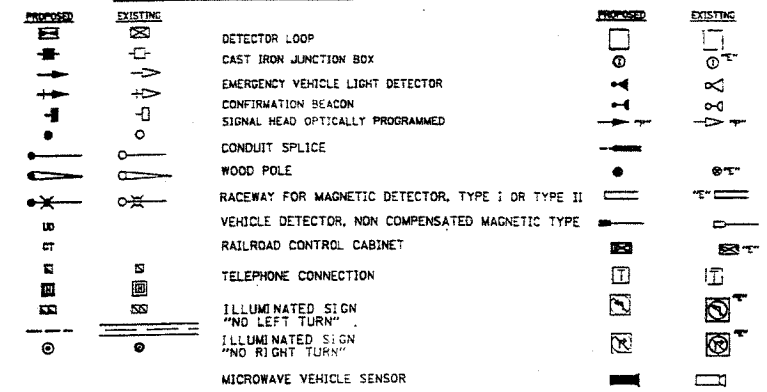 PROPOSED EXISTING PROPOSED EXISTING
DETECTOR LOOP
CAST IRON JUNCTION BOX "E"
EMERGENCY VEHICLE LIGHT DETECTOR
CONFIRMATION BEACON
SIGNAL HEAD OPTICALLY PROGRAMMED "P" "P"
CONDUIT SPLICE
WOOD POLE "E"
RACEWAY FOR MAGNETIC DETECTOR, TYPE I OR TYPE II "E"
UD VEHICLE DETECTOR, NON COMPENSATED MAGNETIC TYPE
CT RAILROAD CONTROL CABINET "E"
TELEPHONE CONNECTION T T
H H
ILLUMINATED SIGN "E"
"NO LEFT TURN"
ILLUMINATED SIGN "E"
"NO RIGHT TURN" R R
MICROWAVE VEHICLE SENSOR